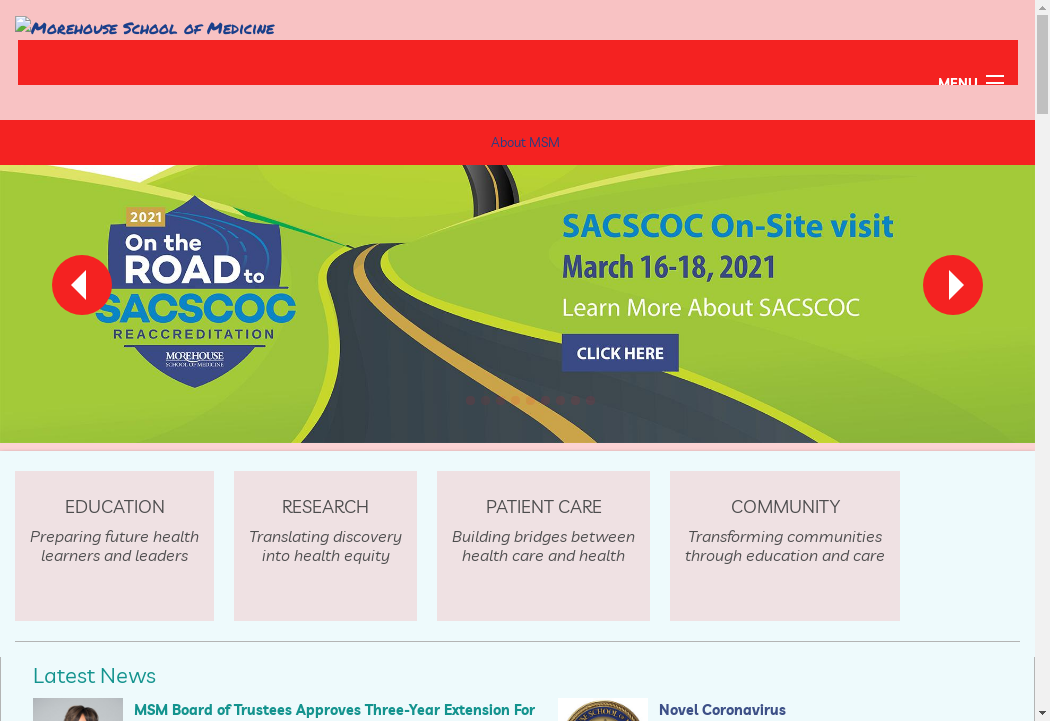 Morehouse School of Medicine
MENU
About MSM
2021
On the
ROAD to
SACSCOC
REACCREDITATION
MOREHOUSE
SCHOOL OF MEDICINE
SACSCOC On-Site visit
March 16-18, 2021
Learn More About SACSCOC
CLICK HERE
EDUCATION
Preparing future health
learners and leaders
RESEARCH
Translating discovery
into health equity
PATIENT CARE
Building bridges between
health care and health
COMMUNITY
Transforming communities
through education and care
Latest News
MSM Board of Trustees Approves Three-Year Extension For
Novel Coronavirus